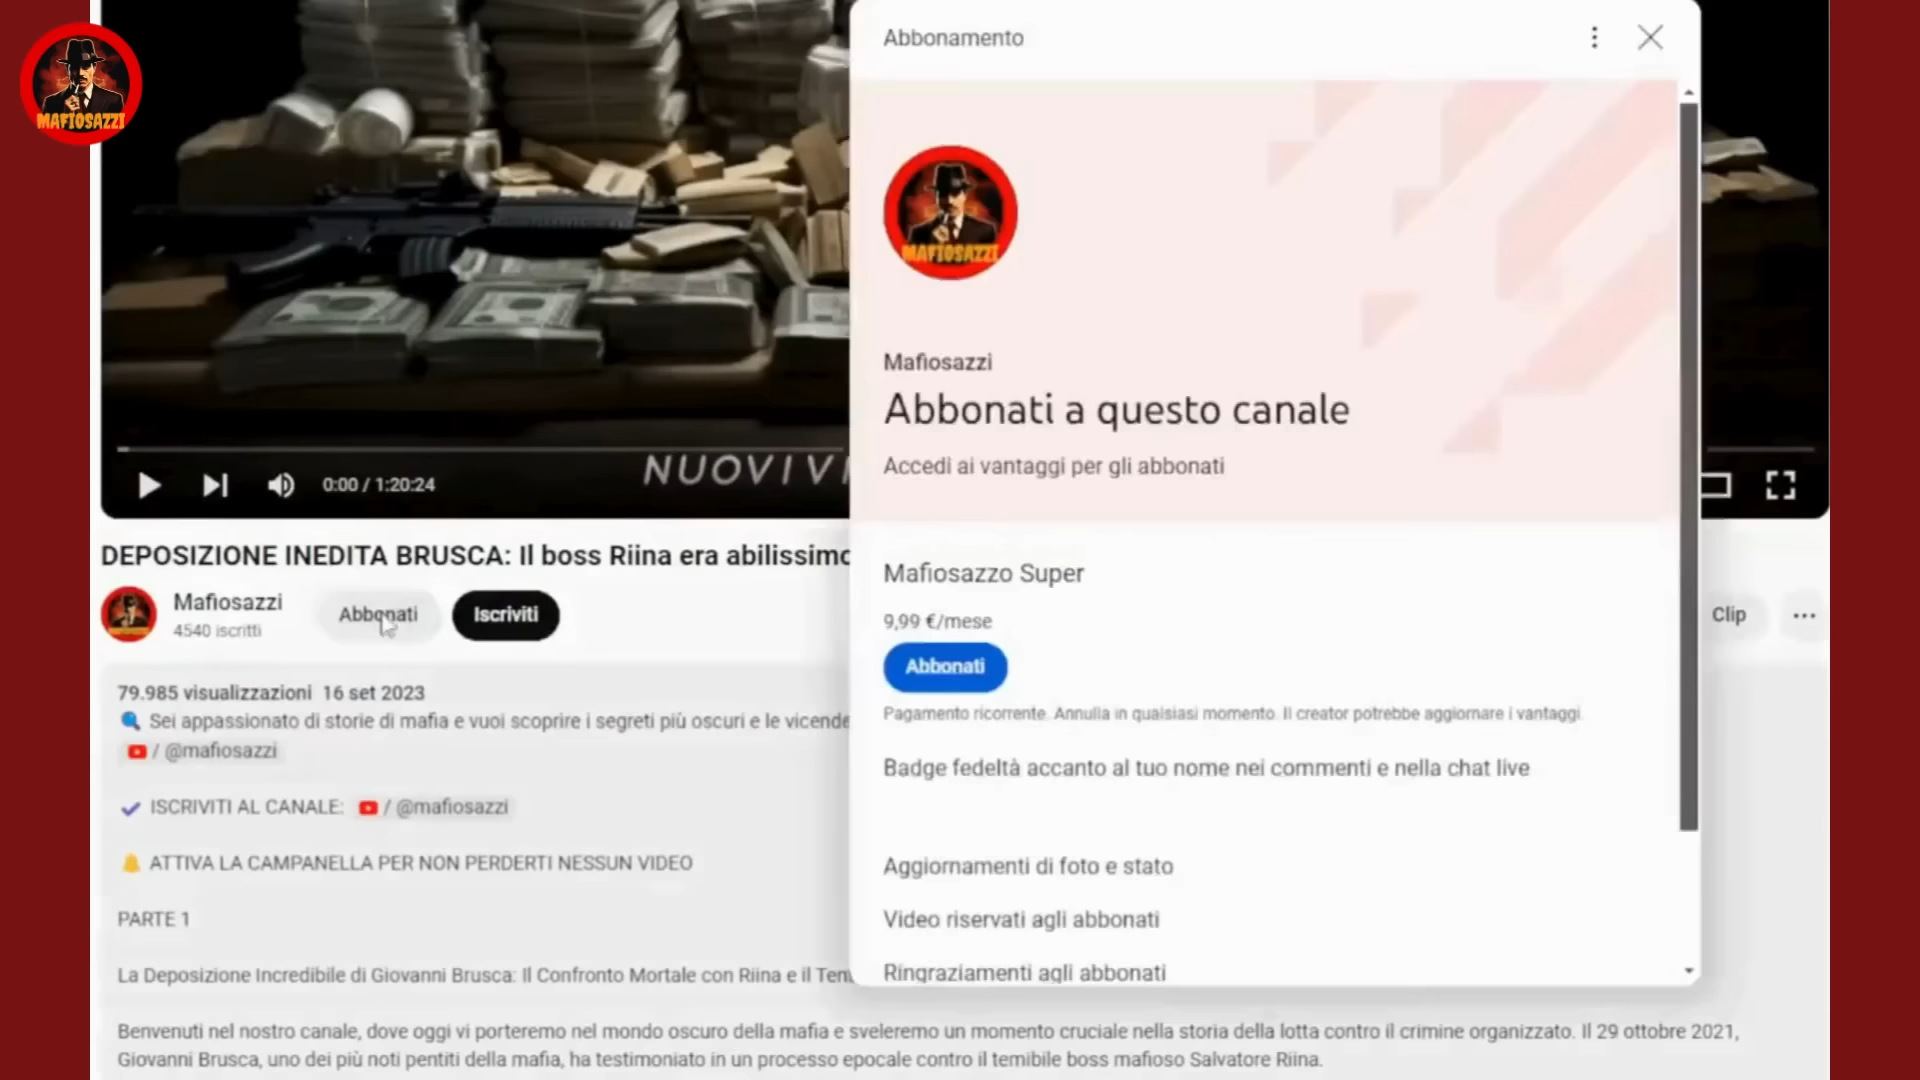 MAFIOSAZZI
0:00 / 1:20:24
NUOVI V
DEPOSIZIONE INEDITA BRUSCA: Il boss Riina era abilissimo
Mafiosazzi
4540 iscritti
Abbonati
Iscriviti
Clip
79.985 visualizzazioni 16 set 2023
Sei appassionato di storie di mafia e vuoi scoprire i segreti più oscuri e le vicende
/ @mafiosazzi
ISCRIVITI AL CANALE: / @mafiosazzi
ATTIVA LA CAMPANELLA PER NON PERDERTI NESSUN VIDEO
PARTE 1
La Deposizione Incredibile di Giovanni Brusca: Il Confronto Mortale con Riina e il
Benvenuti nel nostro canale, dove oggi vi porteremo nel mondo oscuro della mafia e sveleremo un momento cruciale nella storia della lotta contro il crimine organizzato. Il 29 ottobre 2021,
Giovanni Brusca, uno dei più noti pentiti della mafia, ha testimoniato in un processo epocale contro il temibile boss mafioso Salvatore Riina.
Abbonamento
MAFIOSAZZI
Mafiosazzi
Abbonati a questo canale
Accedi ai vantaggi per gli abbonati
Mafiosazzo Super
9,99 €/mese
Abbonati
Pagamento ricorrente. Annulla in qualsiasi momento. Il creator potrebbe aggiornare i vantaggi.
Badge fedeltà accanto al tuo nome nei commenti e nella chat live
Aggiornamenti di foto e stato
Video riservati agli abbonati
Ringraziamenti agli abbonati